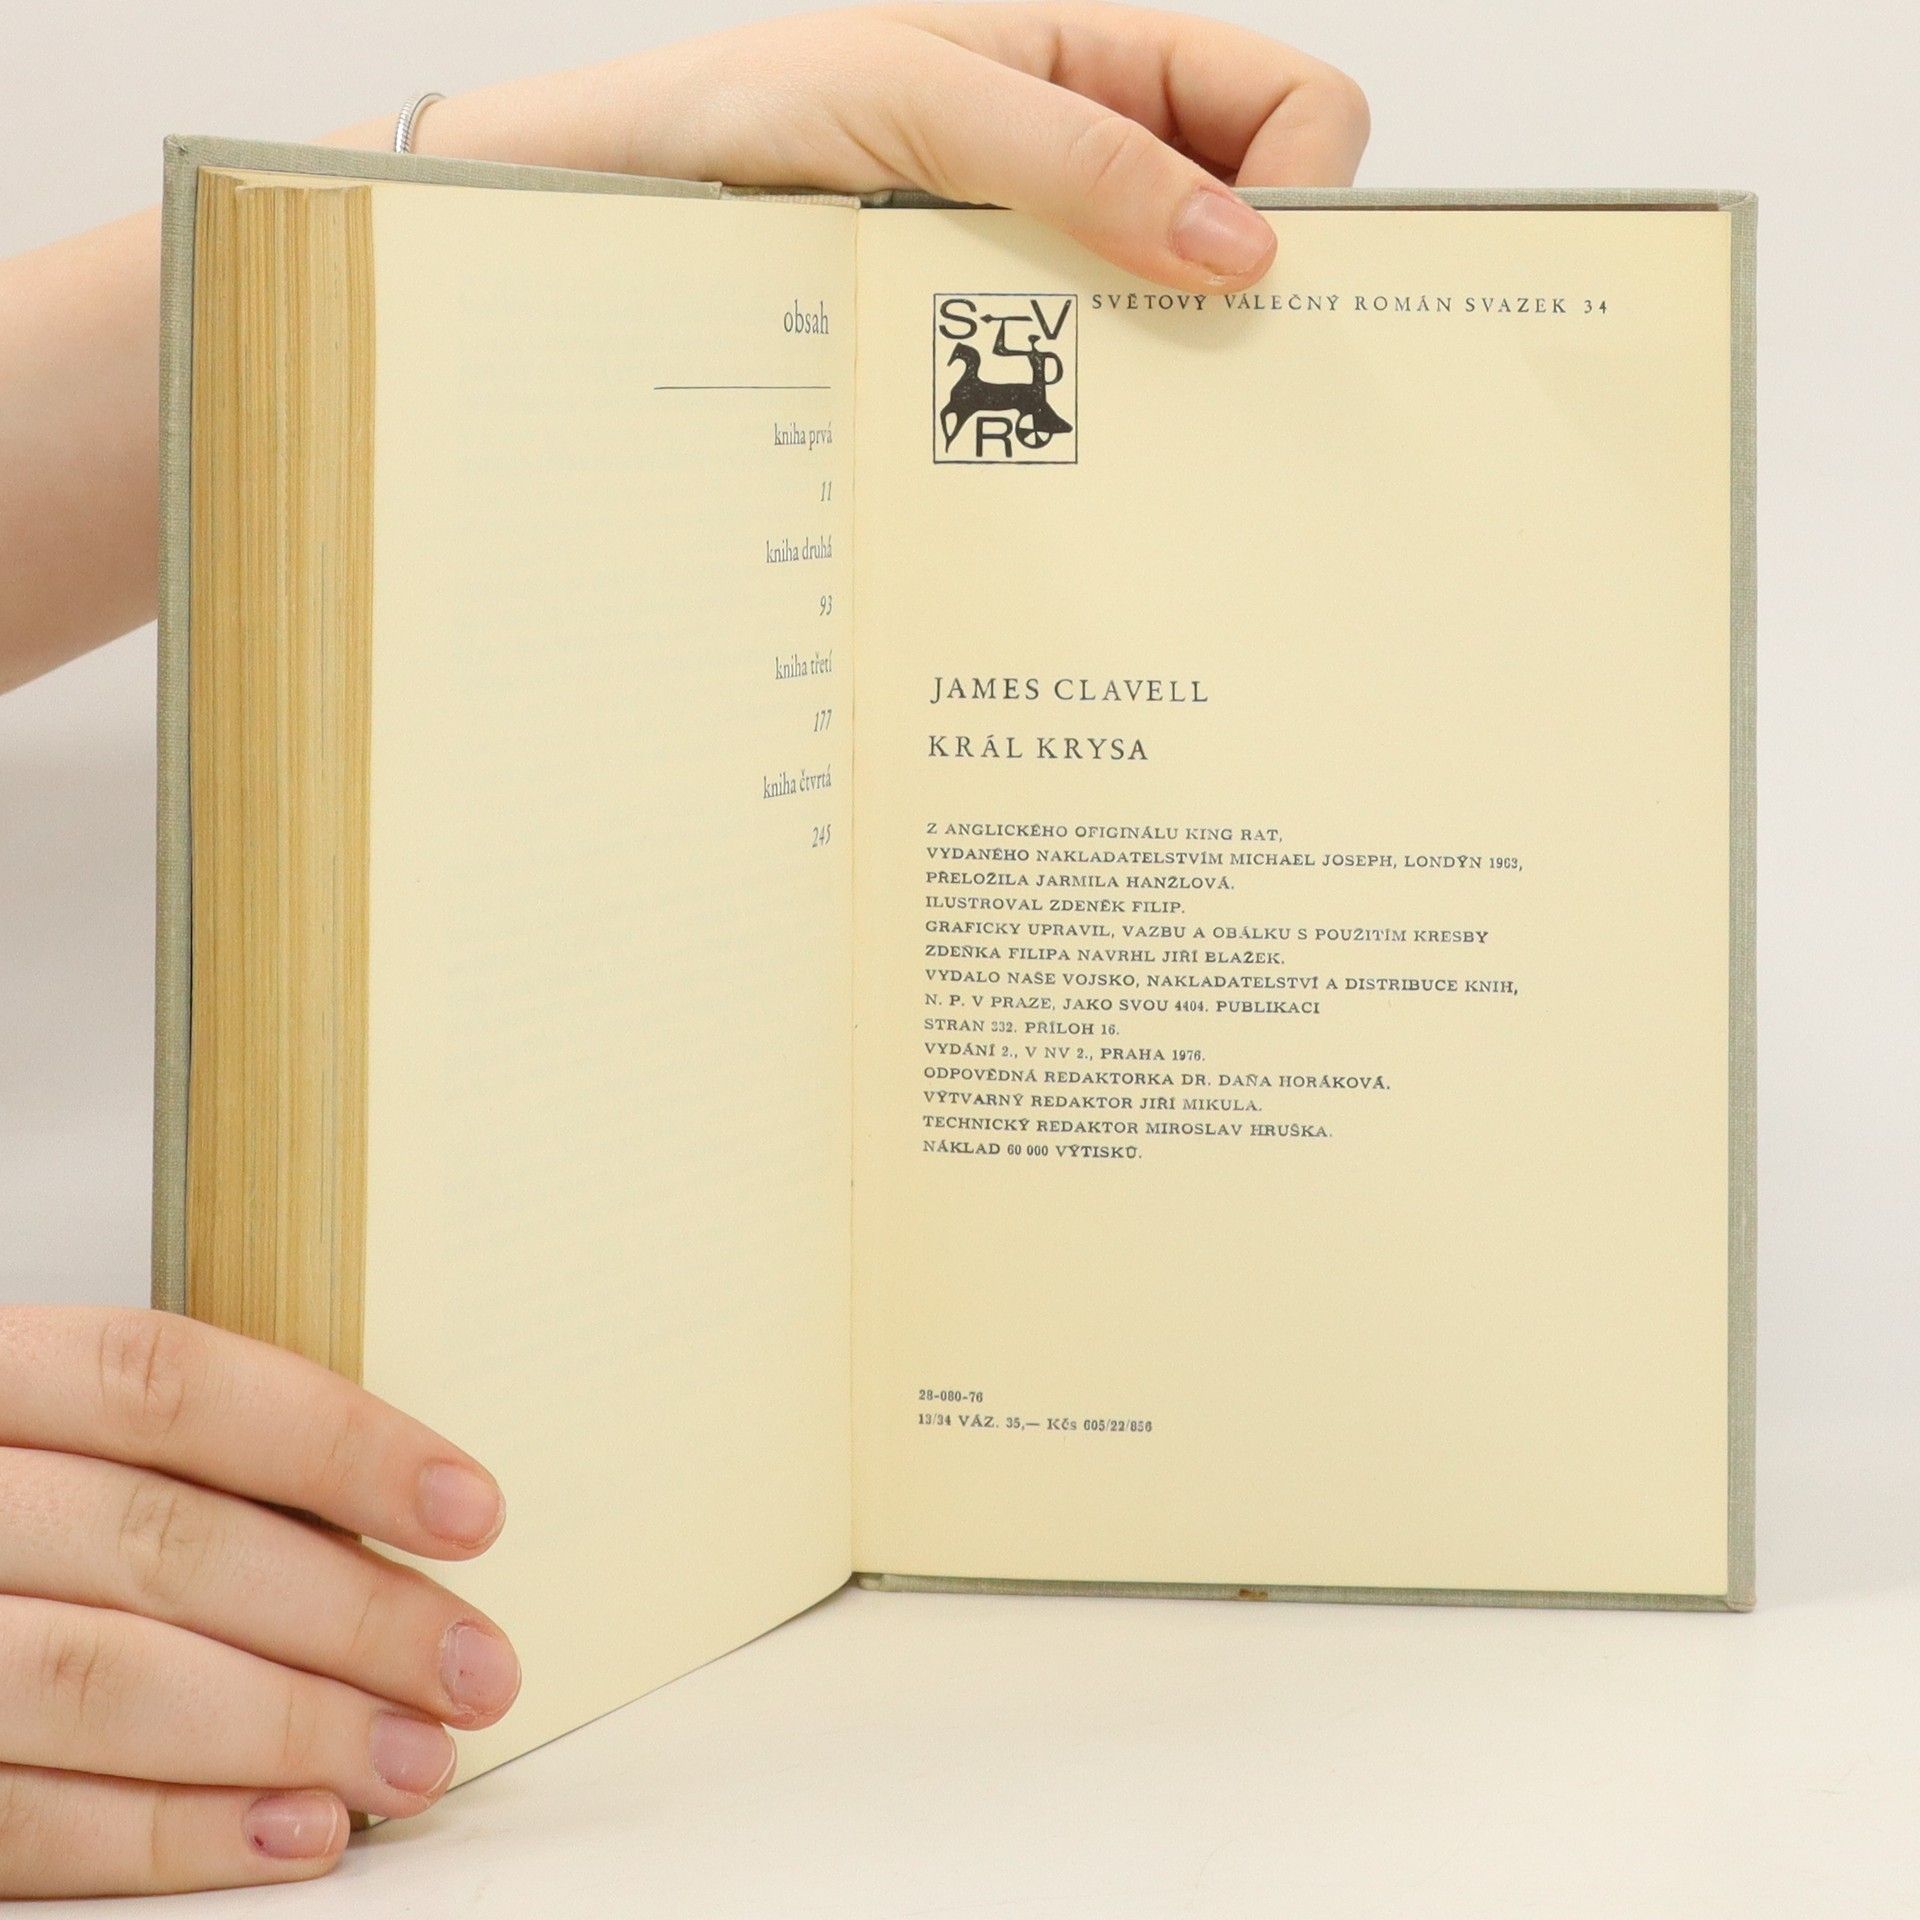 obsah
kniha prvá
11
kniha druhá
93
kniha třetí
177
kniha čtvrtá
245
SVĚTOVÝ VÁLEČNÝ ROMÁN SVAZEK 34
S V
R
JAMES CLAVELL
KRÁL KRYSA
Z ANGLICKÉHO OFIGINÁLU KING RAT,
VYDANÉHO NAKLADATELSTVÍM MICHAEL JOSEPH, LONDÝN 1963,
PŘELOŽILA JARMILA HANŽLOVÁ.
ILUSTROVAL ZDENĚK FILIP.
GRAFICKY UPRAVIL, VAZBU A OBÁLKU S POUŽITÍM KRESBY
ZDEŇKA FILIPA NAVRHL JIŘÍ BLAŽEK.
VYDALO NAŠE VOJSKO, NAKLADATELSTVÍ A DISTRIBUCE KNIH,
N. P. V PRAZE, JAKO SVOU 4404. PUBLIKACI
STRAN 332. PŘÍLOH 16.
VYDÁNÍ 2., V NV 2., PRAHA 1976.
ODPOVĚDNÁ REDAKTORKA DR. DAŇA HORÁKOVÁ.
VÝTVARNÝ REDAKTOR JIŘÍ MIKULA.
TECHNICKÝ REDAKTOR MIROSLAV HRUŠKA.
NÁKLAD 60 000 VÝTISKŮ.
28-080-76
13/34 VÁZ. 35,— Kčs 605/22/856